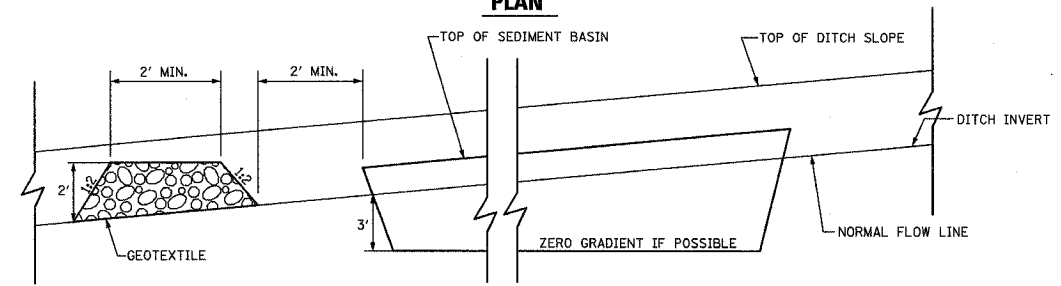 PLAN
TOP OF SEDIMENT BASIN
TOP OF DITCH SLOPE
2' MIN.
2' MIN.
DITCH INVERT
1:2
1:2
2'
3'
NORMAL FLOW LINE
ZERO GRADIENT IF POSSIBLE
GEOTEXTILE